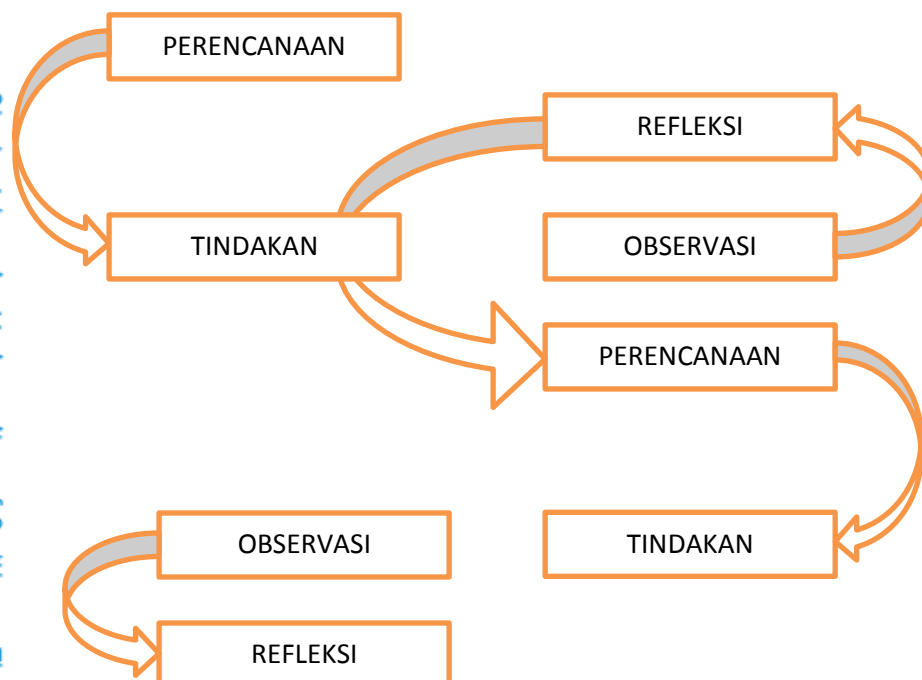 PERENCANAAN
REFLEKSI
TINDAKAN
OBSERVASI
PERENCANAAN
OBSERVASI
TINDAKAN
REFLEKSI